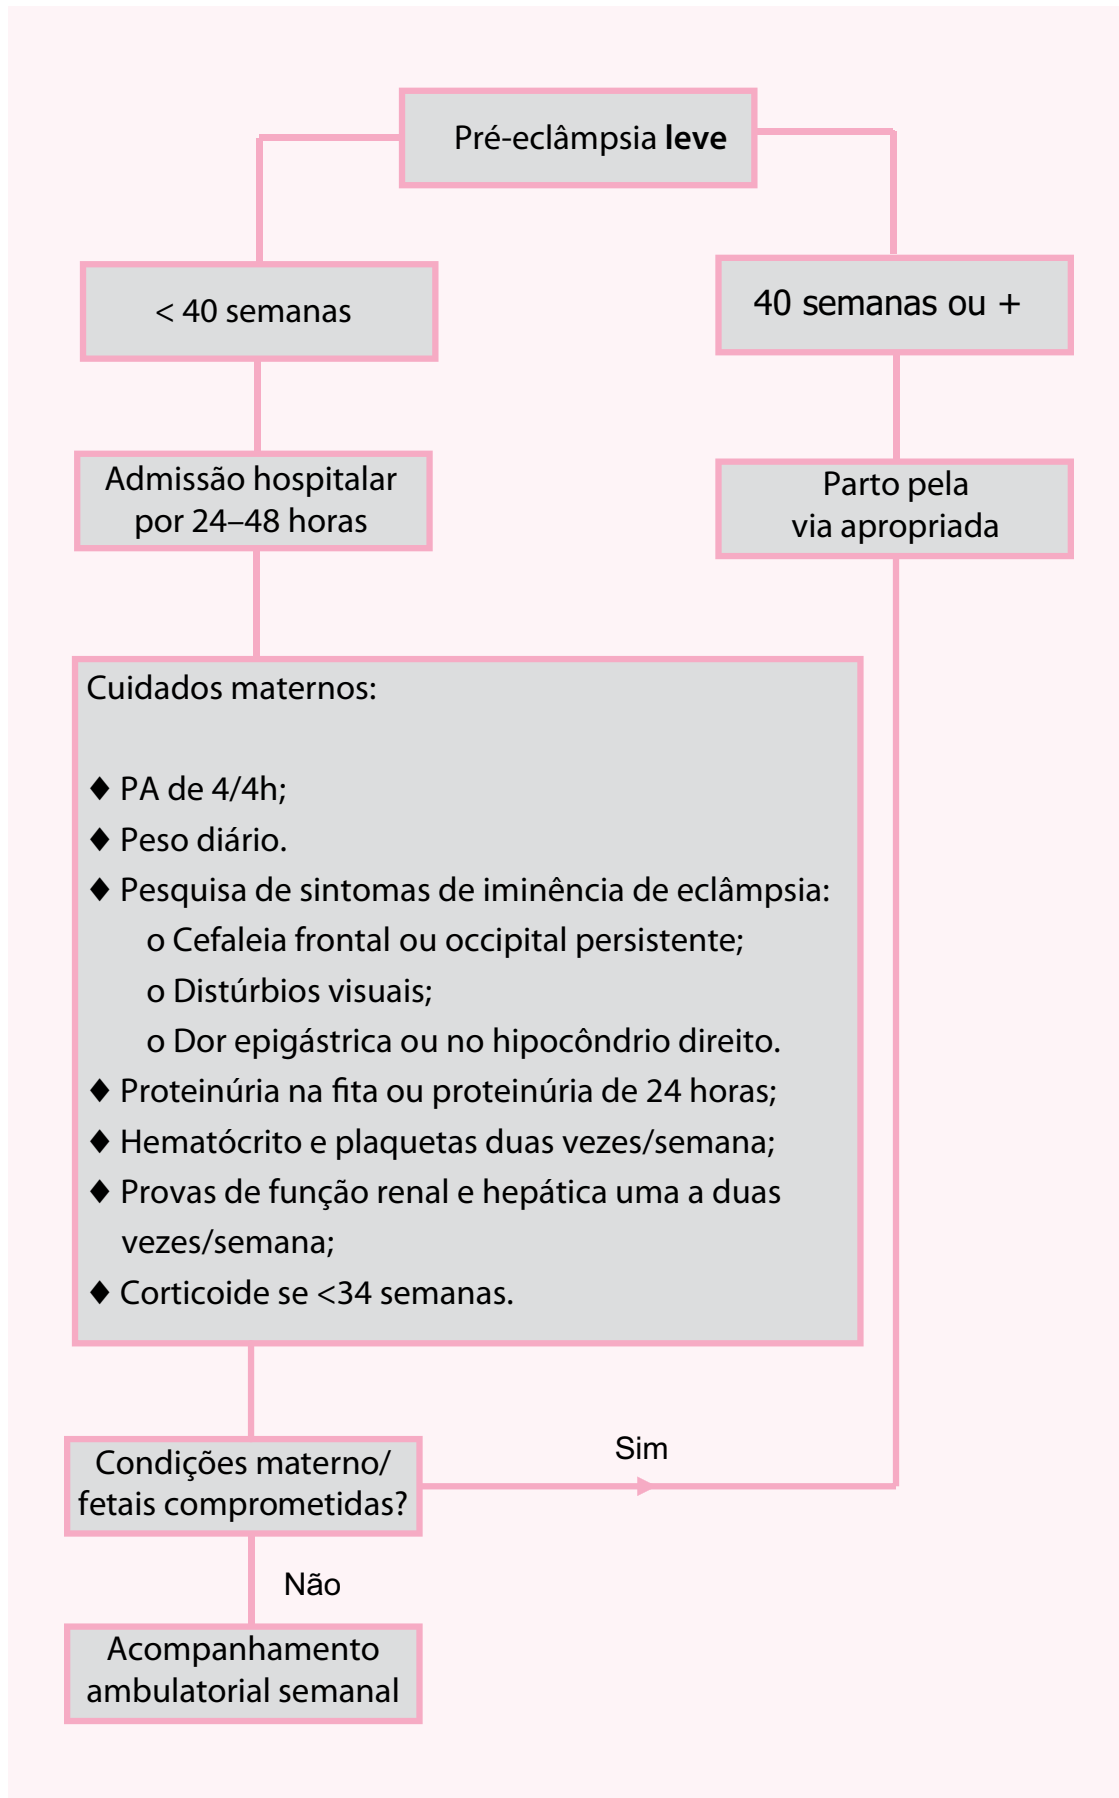 Pré-eclâmpsia leve
< 40 semanas
40 semanas ou +
Admissão hospitalar
por 24–48 horas
Parto pela
via apropriada
Cuidados maternos:
♦ PA de 4/4h;
♦ Peso diário.
♦ Pesquisa de sintomas de iminência de eclâmpsia:
o Cefaleia frontal ou occipital persistente;
o Distúrbios visuais;
o Dor epigástrica ou no hipocôndrio direito.
♦ Proteinúria na fita ou proteinúria de 24 horas;
♦ Hematócrito e plaquetas duas vezes/semana;
♦ Provas de função renal e hepática uma a duas
vezes/semana;
♦ Corticoide se <34 semanas.
Condições materno/
fetais comprometidas?
Sim
Não
Acompanhamento
ambulatorial semanal